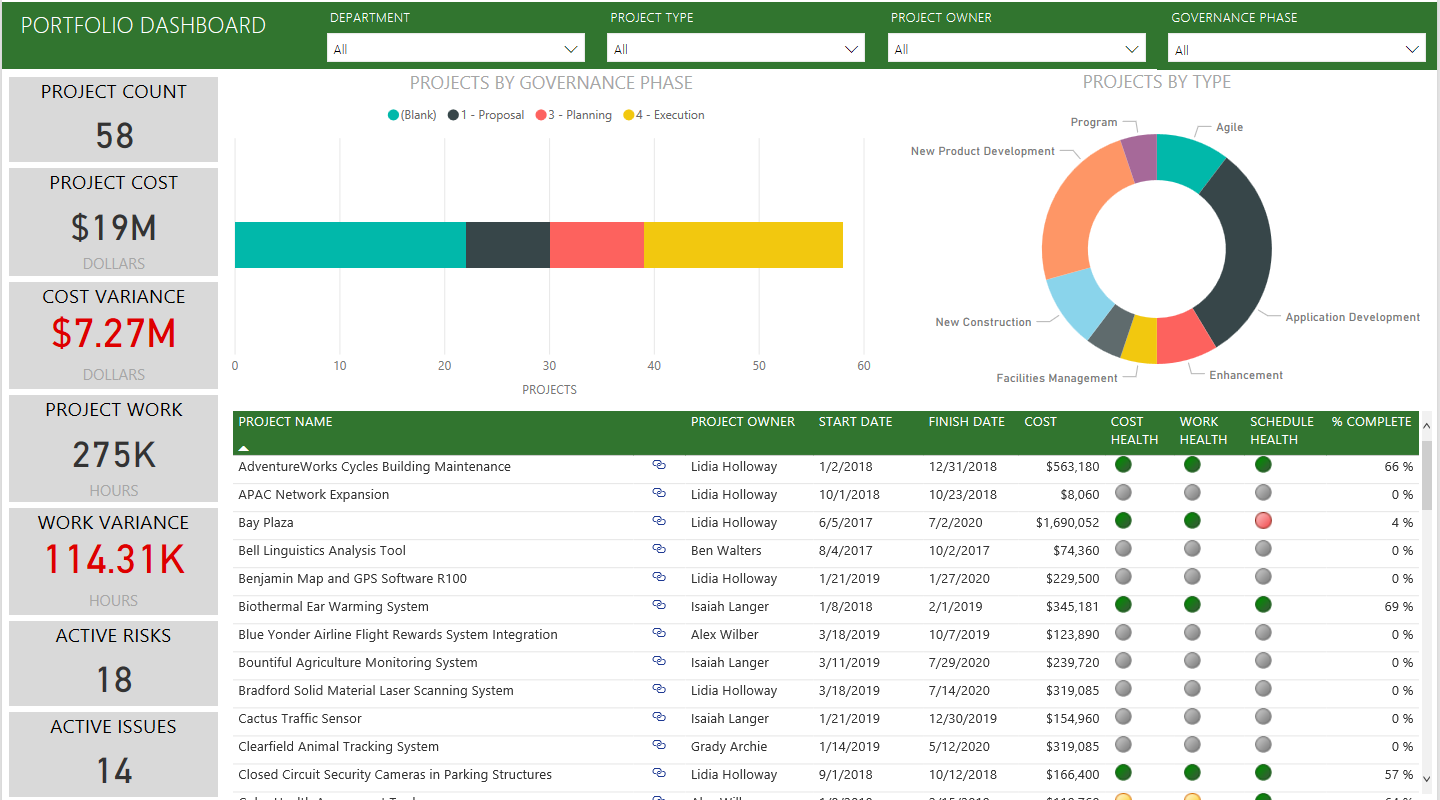 PORTFOLIO DASHBOARD
DEPARTMENT
All
PROJECT TYPE
All
PROJECT OWNER
All
GOVERNANCE PHASE
All
PROJECT COUNT
58
PROJECT COST
$19M
DOLLARS
COST VARIANCE
$7.27M
DOLLARS
PROJECT WORK
275K
HOURS
WORK VARIANCE
114.31K
HOURS
ACTIVE RISKS
18
ACTIVE ISSUES
14
PROJECTS BY GOVERNANCE PHASE
(Blank) 1 - Proposal 3 - Planning 4 - Execution
0 10 20 30 40 50 60
PROJECTS
PROJECTS BY TYPE
Program
Agile
New Product Development
New Construction
Application Development
Facilities Management
Enhancement
PROJECT NAME PROJECT OWNER START DATE FINISH DATE COST COST HEALTH WORK HEALTH SCHEDULE HEALTH % COMPLETE
AdventureWorks Cycles Building Maintenance Lidia Holloway 1/2/2018 12/31/2018 $563,180 66 %
APAC Network Expansion Lidia Holloway 10/1/2018 10/23/2018 $8,060 0 %
Bay Plaza Lidia Holloway 6/5/2017 7/2/2020 $1,690,052 4 %
Bell Linguistics Analysis Tool Ben Walters 8/4/2017 10/2/2017 $74,360 0 %
Benjamin Map and GPS Software R100 Lidia Holloway 1/21/2019 1/27/2020 $229,500 0 %
Biothermal Ear Warming System Isaiah Langer 1/8/2018 2/1/2019 $345,181 69 %
Blue Yonder Airline Flight Rewards System Integration Alex Wilber 3/18/2019 10/7/2019 $123,890 0 %
Bountiful Agriculture Monitoring System Isaiah Langer 3/11/2019 7/29/2020 $239,720 0 %
Bradford Solid Material Laser Scanning System Lidia Holloway 3/18/2019 7/14/2020 $319,085 0 %
Cactus Traffic Sensor Isaiah Langer 1/21/2019 12/30/2019 $154,960 0 %
Clearfield Animal Tracking System Grady Archie 1/14/2019 5/12/2020 $319,085 0 %
Closed Circuit Security Cameras in Parking Structures Lidia Holloway 9/1/2018 10/12/2018 $166,400 57 %